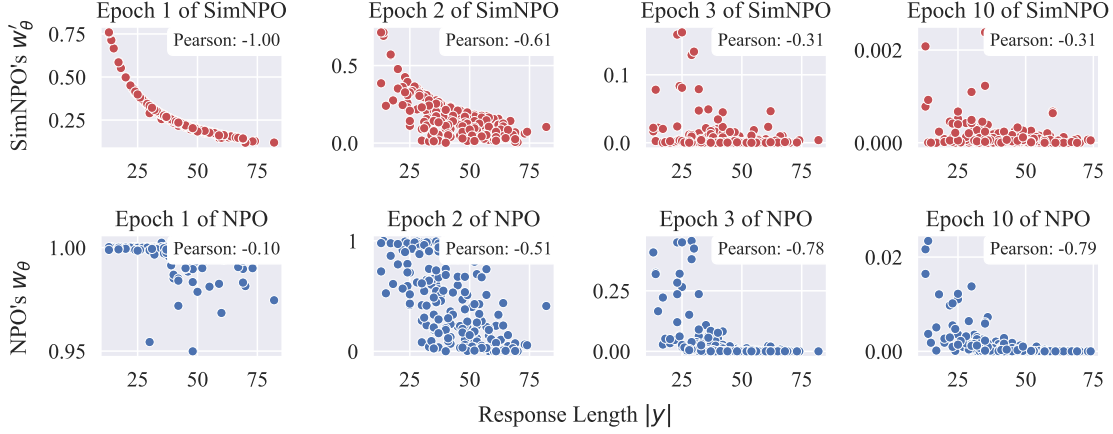 Epoch 1 of SimNPO
Epoch 2 of SimNPO
Epoch 3 of SimNPO
Epoch 10 of SimNPO
SimNPO's w′θ
0.75
0.50
0.25
Pearson: -1.00
25 50 75
0.5
0.0
Pearson: -0.61
25 50 75
0.1
0.0
Pearson: -0.31
25 50 75
0.002
0.000
Pearson: -0.31
25 50 75
Epoch 1 of NPO
Epoch 2 of NPO
Epoch 3 of NPO
Epoch 10 of NPO
NPO's wθ
1.00
0.95
Pearson: -0.10
25 50 75
1
0
Pearson: -0.51
25 50 75
0.25
0.00
Pearson: -0.78
25 50 75
0.02
0.00
Pearson: -0.79
25 50 75
Response Length |y|